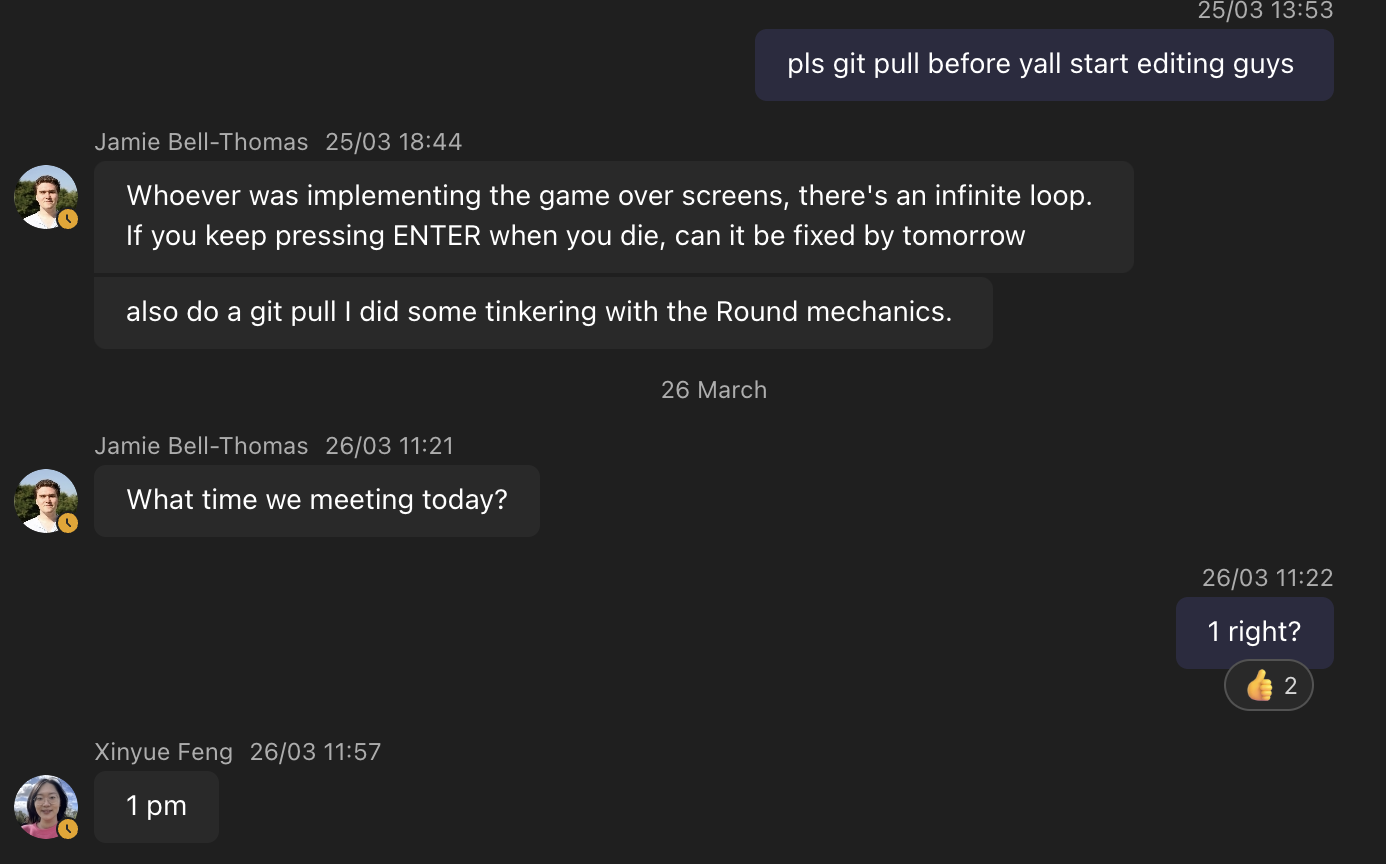 25/03 13:53
pls git pull before yall start editing guys
Jamie Bell-Thomas 25/03 18:44
Whoever was implementing the game over screens, there's an infinite loop.
If you keep pressing ENTER when you die, can it be fixed by tomorrow
also do a git pull I did some tinkering with the Round mechanics.
26 March
Jamie Bell-Thomas 26/03 11:21
What time we meeting today?
26/03 11:22
1 right?
👍 2
Xinyue Feng 26/03 11:57
1 pm